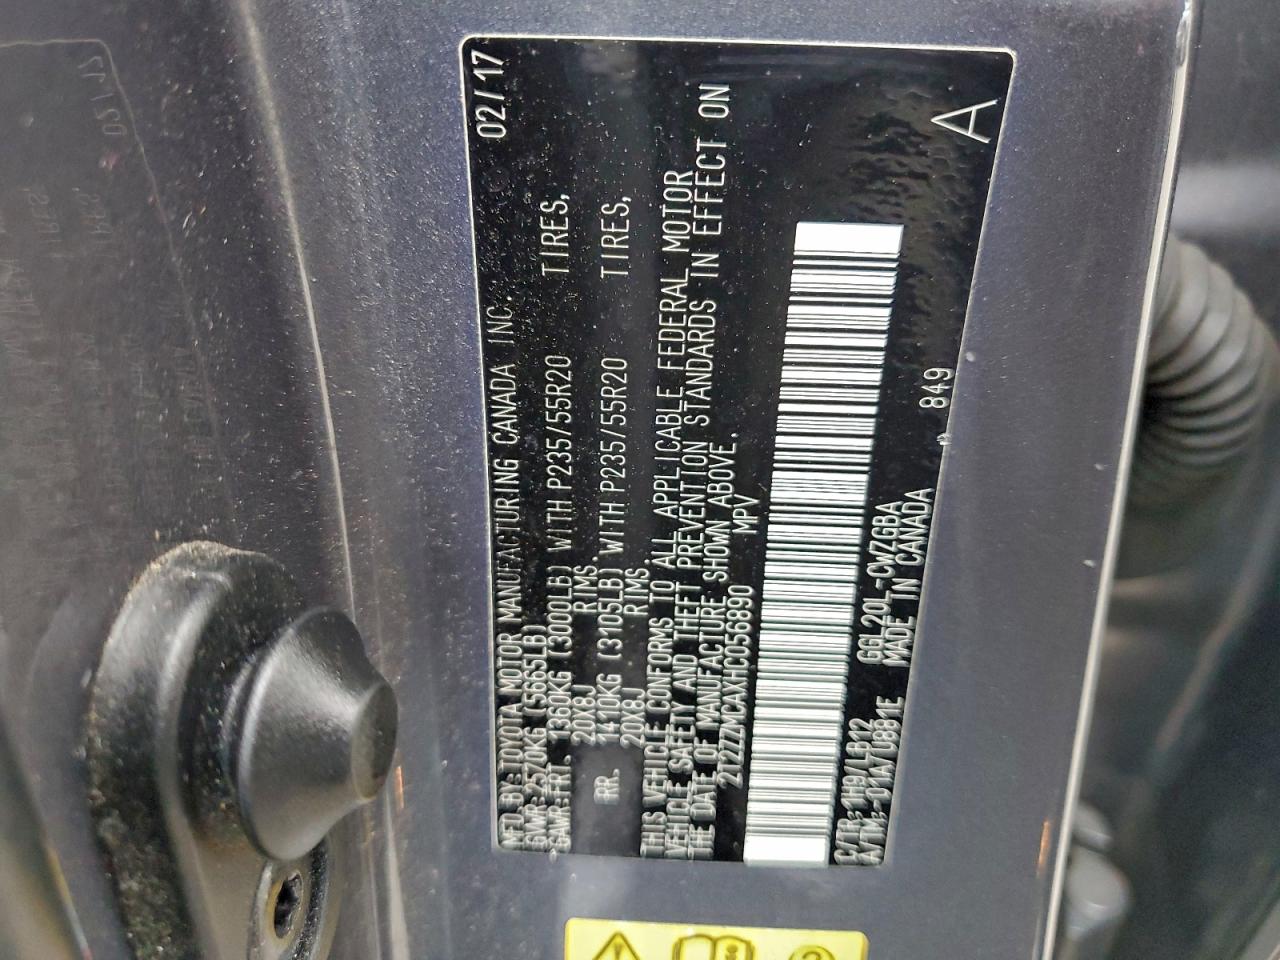 MFD. BY: TOYOTA MOTOR MANUFACTURING CANADA INC. 02/17
GVWR: 2570KG (5665LB)
GAWR: FRT. 1360KG (3000LB) WITH P235/55R20 TIRES,
20X8J RIMS.
RR. 1410KG (3105LB) WITH P235/55R20 TIRES,
20X8J RIMS.
THIS VEHICLE CONFORMS TO ALL APPLICABLE FEDERAL MOTOR
VEHICLE SAFETY AND THEFT PREVENTION STANDARDS IN EFFECT ON
THE DATE OF MANUFACTURE SHOWN ABOVE.
2T2ZZMCAXHC056890 MPV
A
C/TR: 1H9/LB12 GGL20L-CWZGBA
MADE IN CANADA 849